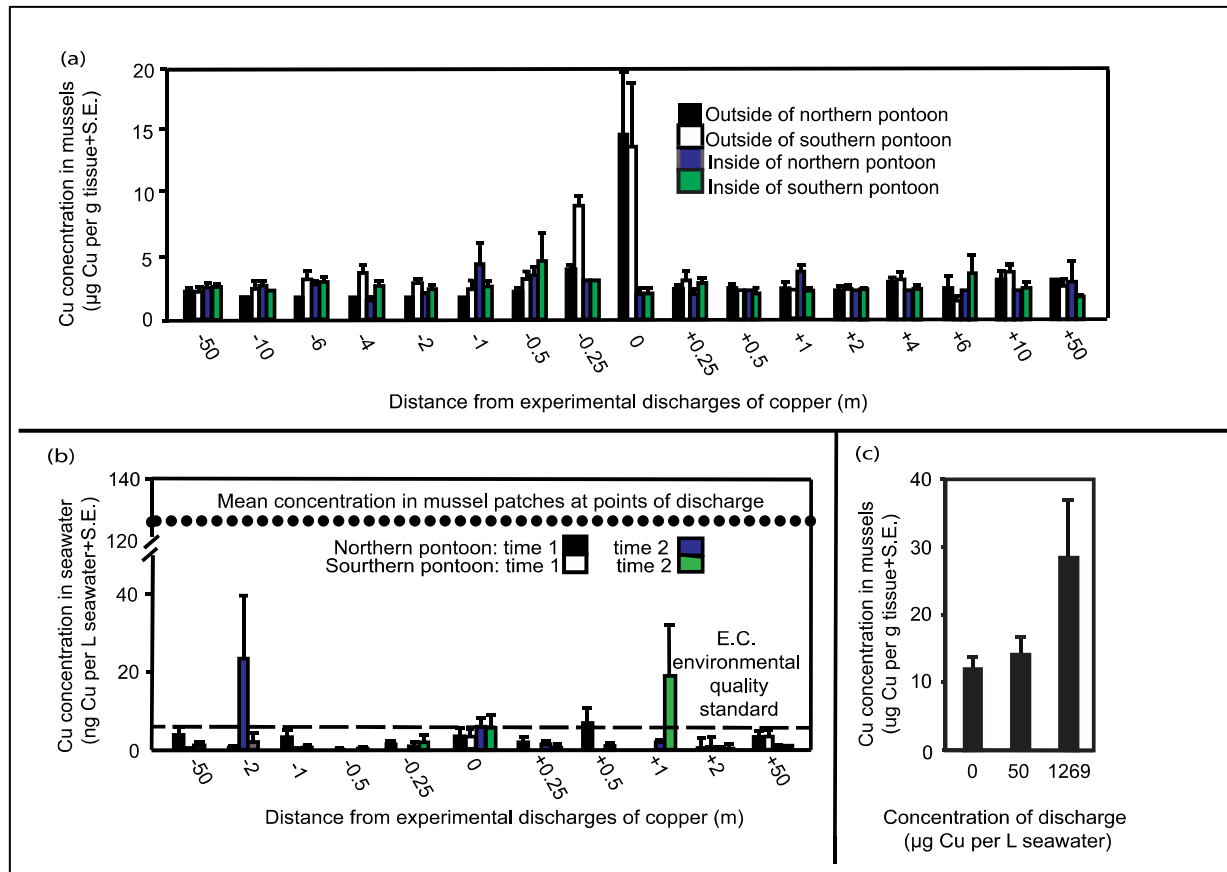 (a)
Cu conecntration in mussels
(µg Cu per g tissue+S.E.)
20
15
10
5
0
Outside of northern pontoon
Outside of southern pontoon
Inside of northern pontoon
Inside of southern pontoon
-50 -10 -6 -4 -2 -1 -0.5 -0.25 0 +0.25 +0.5 +1 +2 +4 +6 +10 +50
Distance from experimental discharges of copper (m)
(b)
Cu concentration in seawater
(ng Cu per L seawater+S.E.)
140
120
40
20
0
Mean concentration in mussel patches at points of discharge
Northern pontoon: time 1 time 2
Sourthern pontoon: time 1 time 2
E.C.
environmental
quality
standard
-50 -2 -1 -0.5 -0.25 0 +0.25 +0.5 +1 +2 +50
Distance from experimental discharges of copper (m)
(c)
Cu concentration in mussels
(ug Cu per g tissue+S.E.)
40
30
20
10
0
0 50 1269
Concentration of discharge
(µg Cu per L seawater)